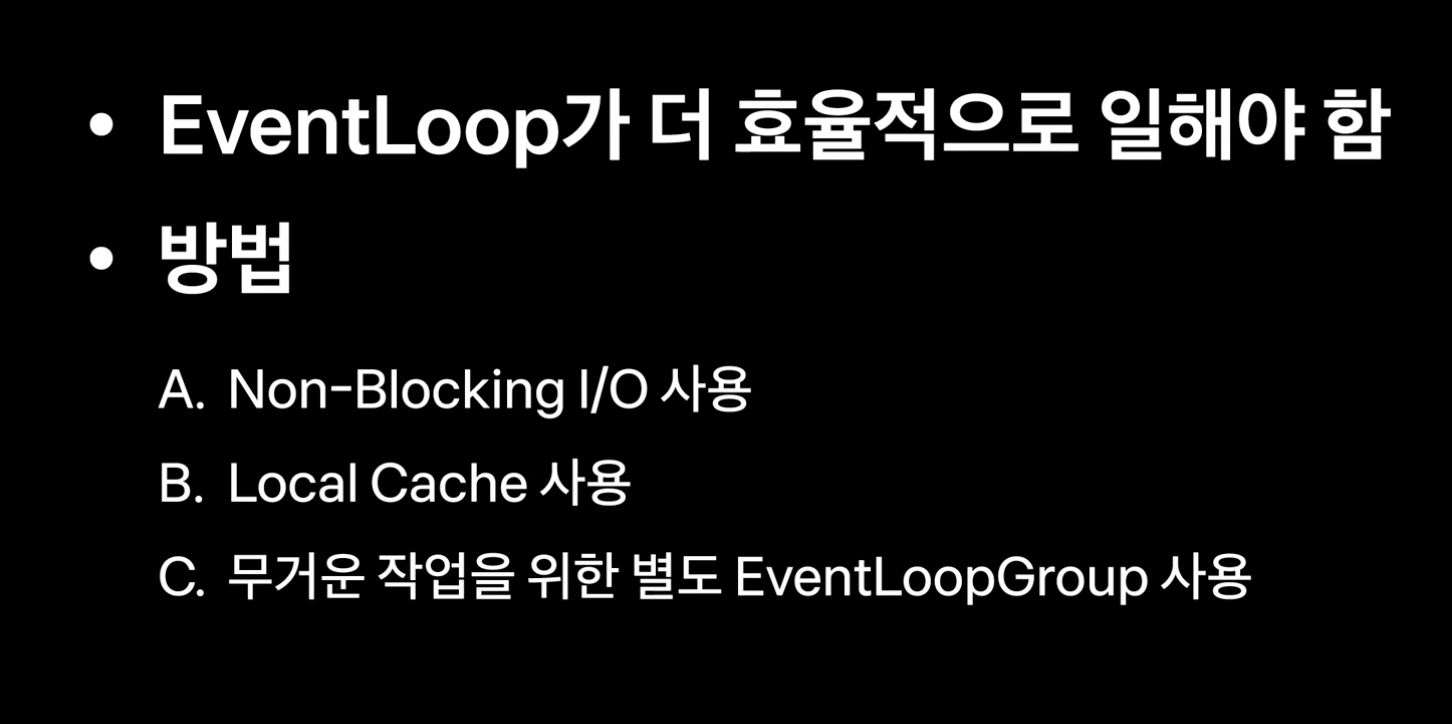 • EventLoop가 더 효율적으로 일해야 함
• 방법
A. Non-Blocking I/O 사용
B. Local Cache 사용
C. 무거운 작업을 위한 별도 EventLoopGroup 사용